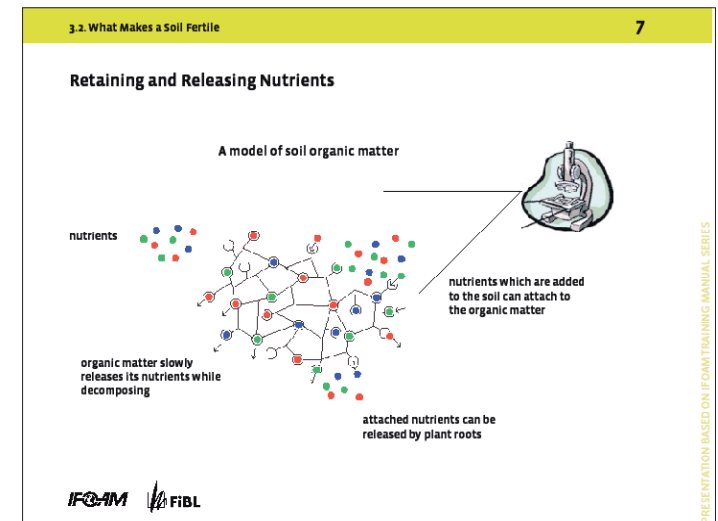 3.2. What Makes a Soil Fertile
7
Retaining and Releasing Nutrients
A model of soil organic matter
nutrients
nutrients which are added
to the soil can attach to
the organic matter
organic matter slowly
releases its nutrients while
decomposing
attached nutrients can be
released by plant roots
IFOAM
FiBL
PRESENTATION BASED ON IFOAM TRAINING MANUAL SERIES